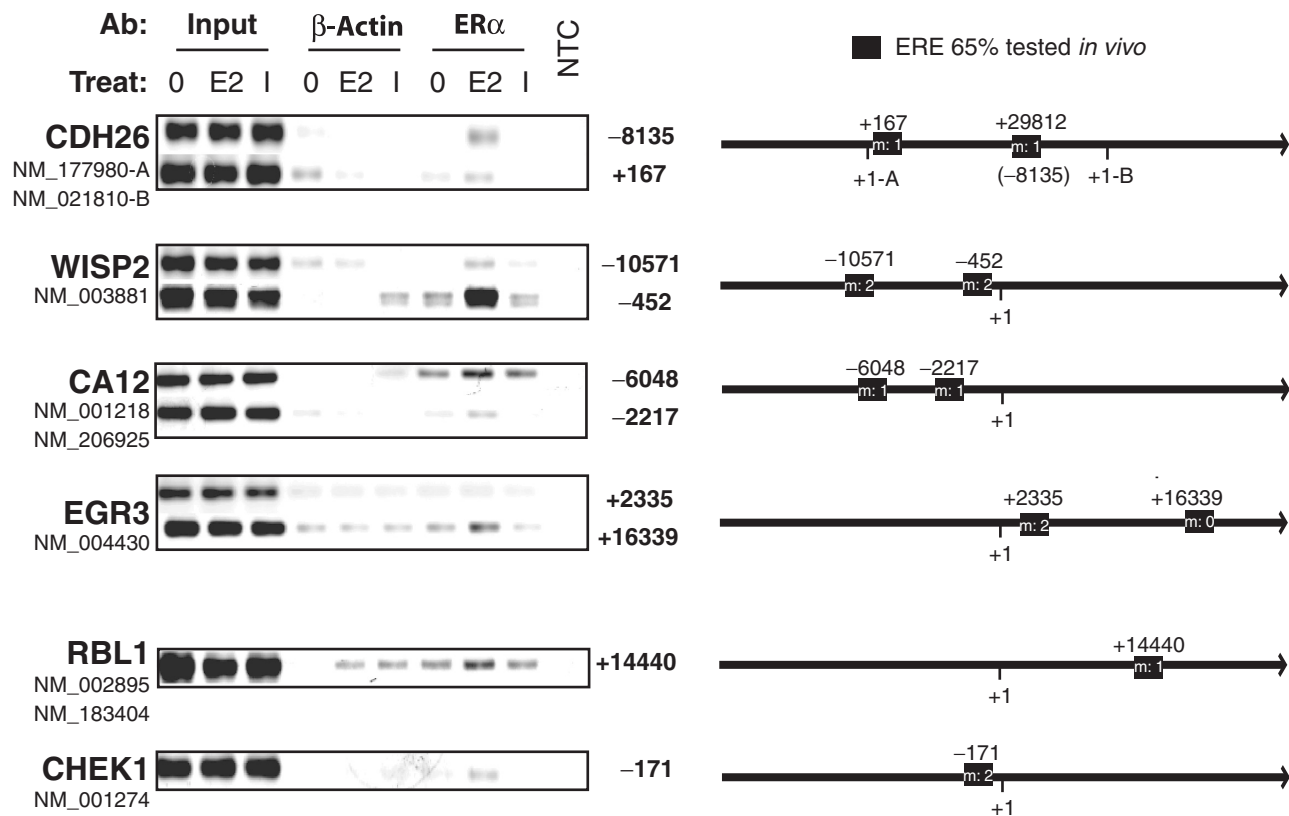 Ab: Input β-Actin ERα NTC
Treat: 0 E2 I 0 E2 I 0 E2 I
ERE 65% tested in vivo
CDH26
NM_177980-A
NM_021810-B
−8135
+167
+167
+29812
m: 1
m: 1
+1-A
(−8135)
+1-B
WISP2
NM_003881
−10571
−452
−10571
−452
m: 2
m: 2
+1
CA12
NM_001218
NM_206925
−6048
−2217
−6048
−2217
m: 1
m: 1
+1
EGR3
NM_004430
+2335
+16339
+2335
+16339
m: 2
m: 0
+1
RBL1
NM_002895
NM_183404
+14440
+14440
m: 1
+1
CHEK1
NM_001274
−171
−171
m: 2
+1